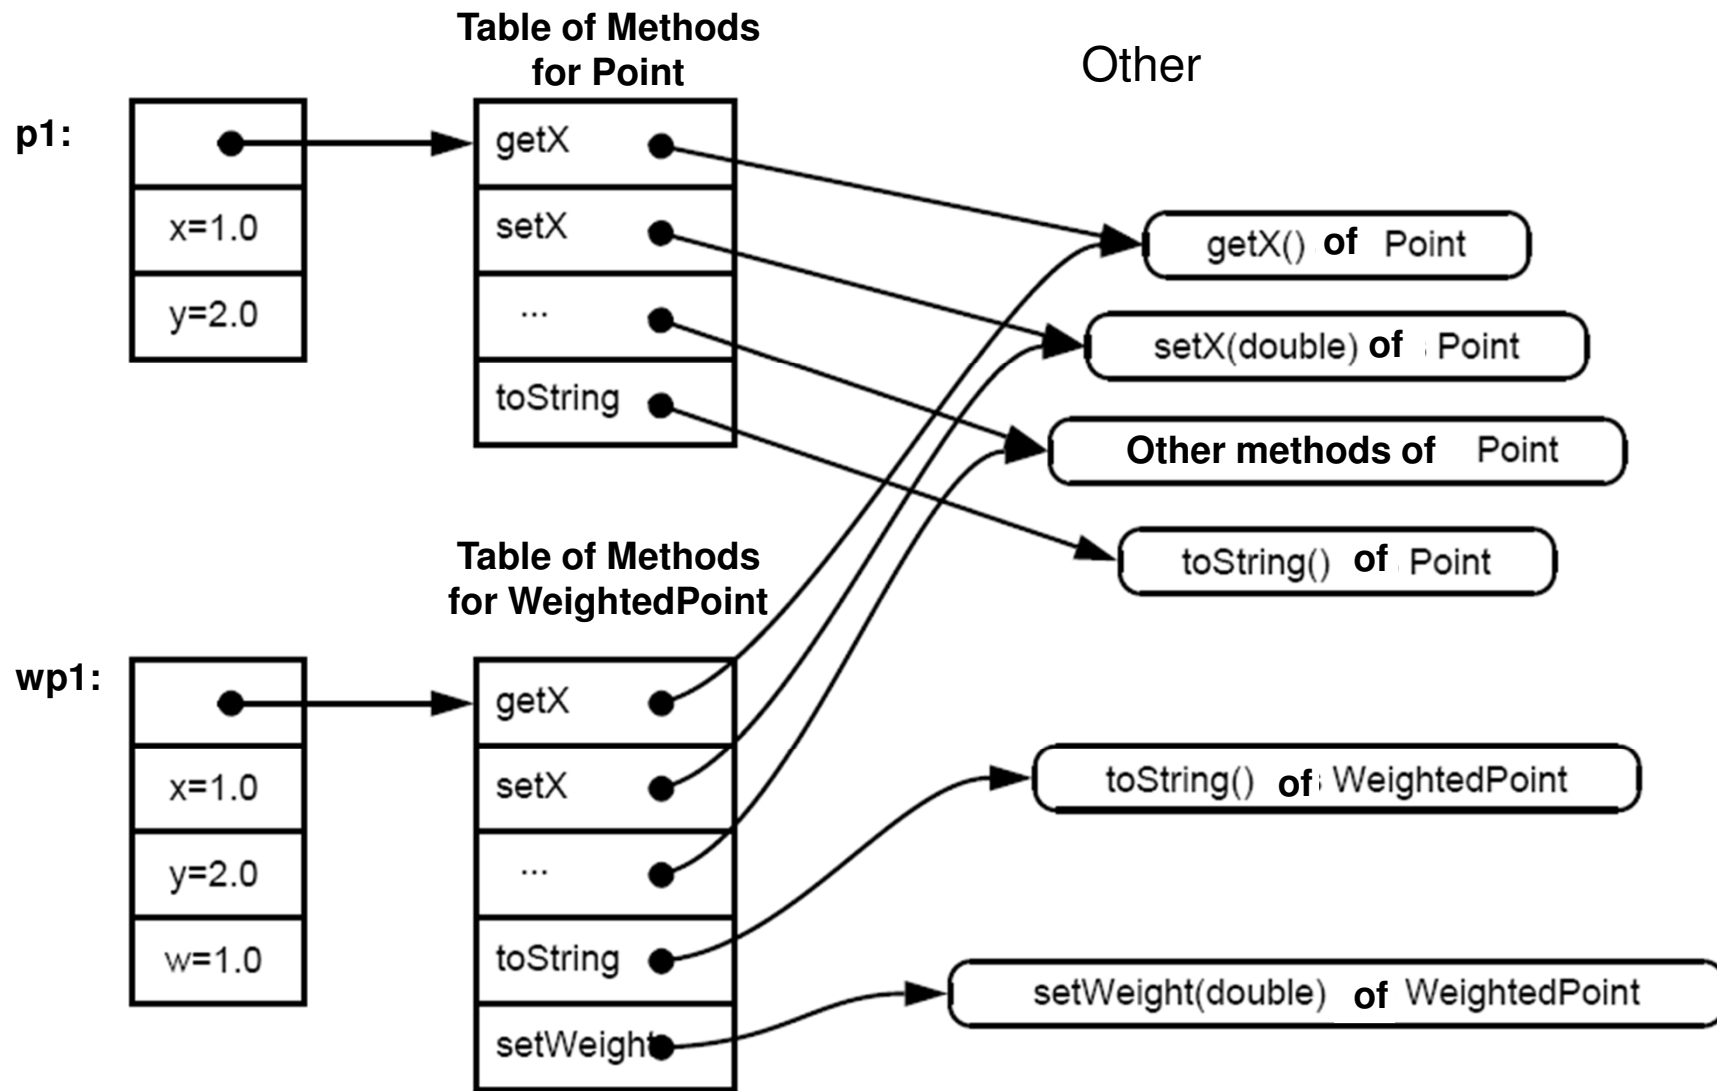 Table of Methods
for Point
Other
p1:
getX
x=1.0
setX
y=2.0
...
toString
getX() of Point
setX(double) of Point
Other methods of Point
toString() of Point
Table of Methods
for WeightedPoint
wp1:
getX
x=1.0
setX
y=2.0
...
w=1.0
toString
setWeight
toString() of WeightedPoint
setWeight(double) of WeightedPoint